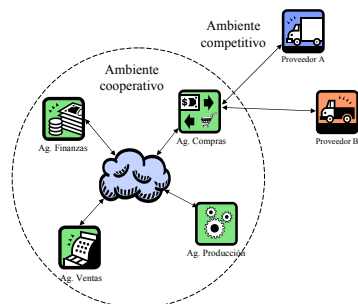 Ambiente
competitivo
Proveedor A
Ambiente
cooperativo
$
Ag. Finanzas
Ag. Compras
Proveedor B
Ag. Producción
Ag. Ventas